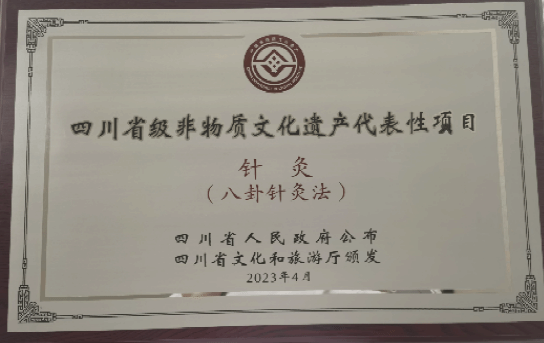 四川省级非物质文化遗产代表性项目
针 灸
(八卦针灸法)
四川省人民政府公布
四川省文化和旅游厅颁发
2023年4月